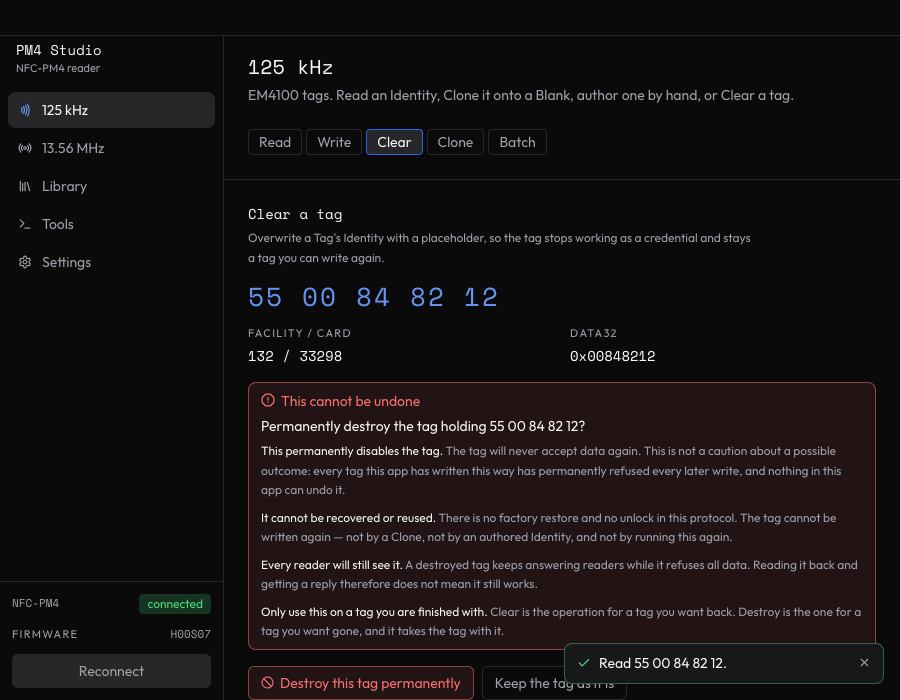 PM4 Studio
NFC-PM4 reader
125 kHz
13.56 MHz
Library
Tools
Settings
NFC-PM4
connected
FIRMWARE
H00S07
Reconnect
125 kHz
EM4100 tags. Read an Identity, Clone it onto a Blank, author one by hand, or Clear a tag.
Read
Write
Clear
Clone
Batch
Clear a tag
Overwrite a Tag's Identity with a placeholder, so the tag stops working as a credential and stays
a tag you can write again.
55 00 84 82 12
FACILITY / CARD
132 / 33298
DATA32
0x00848212
This cannot be undone
Permanently destroy the tag holding 55 00 84 82 12?
This permanently disables the tag. The tag will never accept data again. This is not a caution about a possible
outcome: every tag this app has written this way has permanently refused every later write, and nothing in this
app can undo it.
It cannot be recovered or reused. There is no factory restore and no unlock in this protocol. The tag cannot be
written again — not by a Clone, not by an authored Identity, and not by running this again.
Every reader will still see it. A destroyed tag keeps answering readers while it refuses all data. Reading it back and
getting a reply therefore does not mean it still works.
Only use this on a tag you are finished with. Clear is the operation for a tag you want back. Destroy is the one for a
tag you want gone, and it takes the tag with it.
Destroy this tag permanently
Keep the tag as it is
Read 55 00 84 82 12.